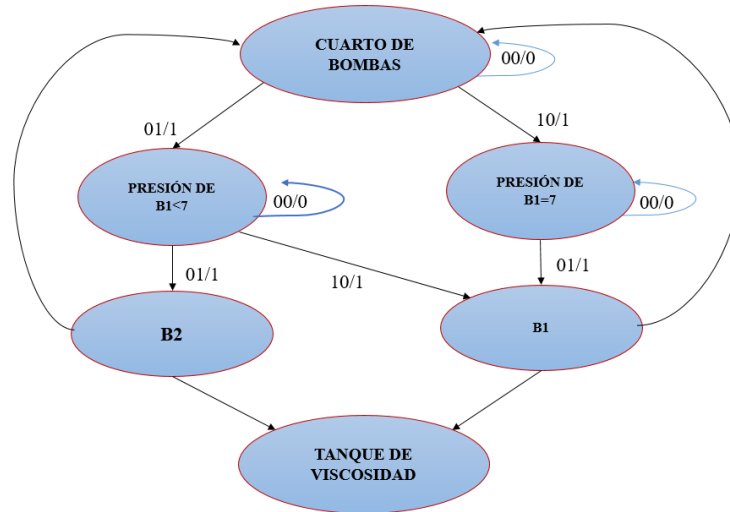 CUARTO DE
BOMBAS
00/0
01/1
10/1
PRESIÓN DE
B1<7
00/0
PRESIÓN DE
B1=7
00/0
01/1
10/1
01/1
B2
B1
TANQUE DE
VISCOSIDAD